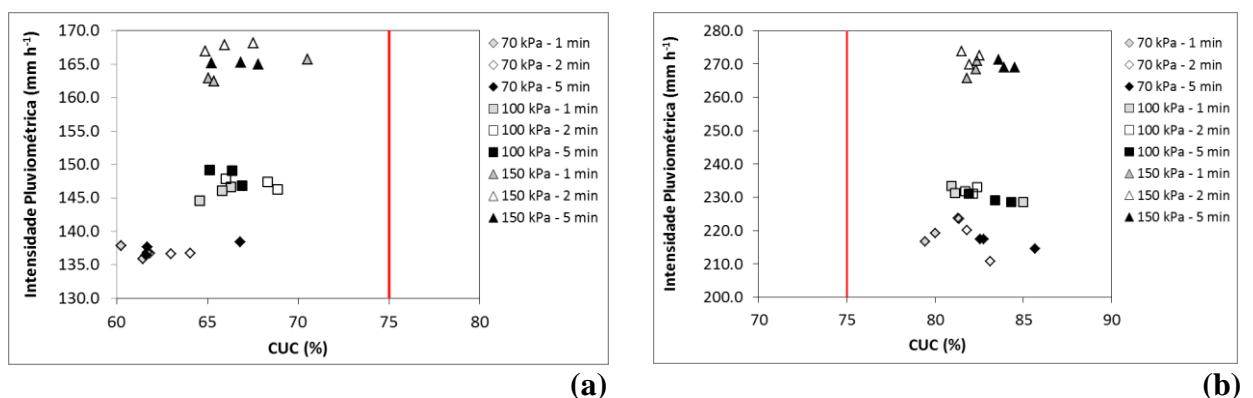 170.0
165.0
160.0
155.0
150.0
145.0
140.0
135.0
130.0
Intensidade Pluviométrica (mm h⁻¹)
60 65 70 75 80
CUC (%)
70 kPa - 1 min
70 kPa - 2 min
70 kPa - 5 min
100 kPa - 1 min
100 kPa - 2 min
100 kPa - 5 min
150 kPa - 1 min
150 kPa - 2 min
150 kPa - 5 min
(a)
280.0
270.0
260.0
250.0
240.0
230.0
220.0
210.0
200.0
Intensidade Pluviométrica (mm h⁻¹)
70 75 80 85 90
CUC (%)
70 kPa - 1 min
70 kPa - 2 min
70 kPa - 5 min
100 kPa - 1 min
100 kPa - 2 min
100 kPa - 5 min
150 kPa - 1 min
150 kPa - 2 min
150 kPa - 5 min
(b)